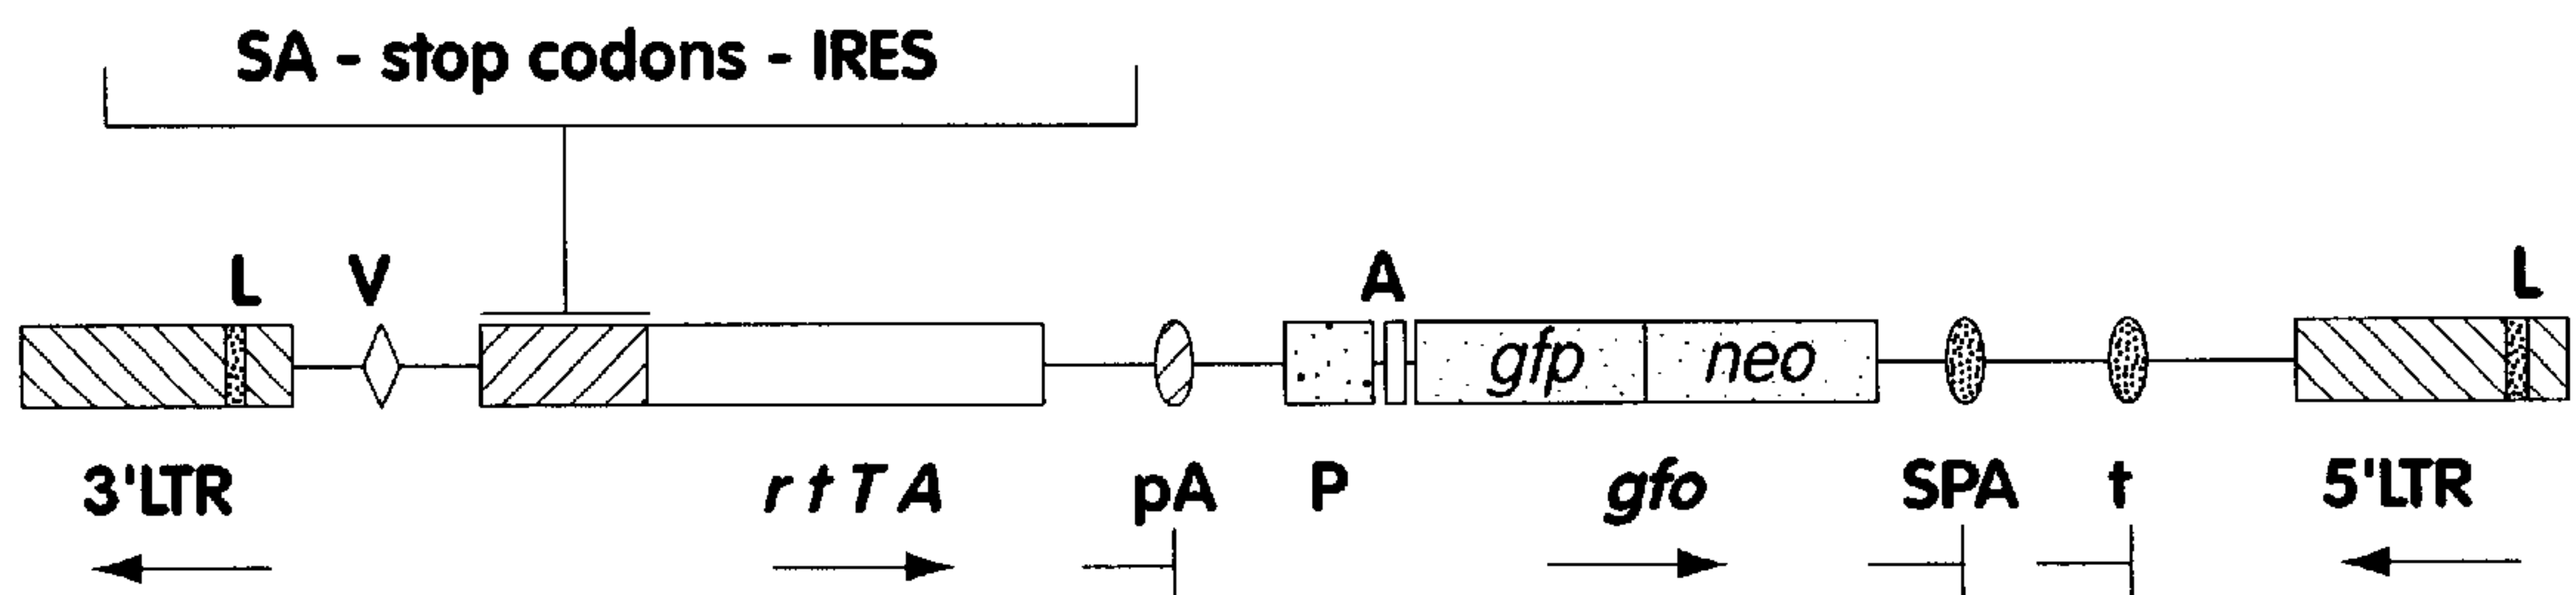 SA - stop codons - IRES
L V A L
gfp neo
3'LTR rtTA pA P gfo SPA t 5'LTR